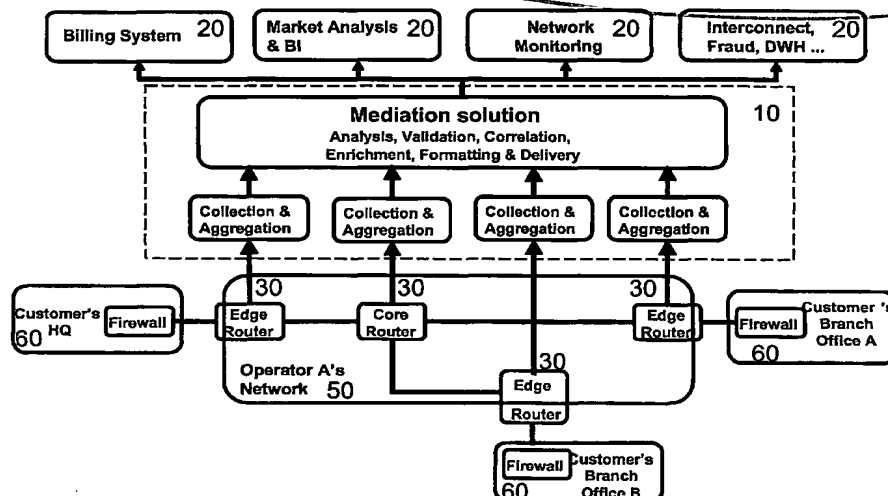 Billing System 20
Market Analysis 20
& BI
Network 20
Monitoring
Interconnect, 20
Fraud, DWH ...
10
Mediation solution
Analysis, Validation, Correlation,
Enrichment, Formatting & Delivery
Collection &
Aggregation
Collection &
Aggregation
Collection &
Aggregation
Collection &
Aggregation
30
30
30
Customer's
HQ
60
Firewall
Edge
Router
Core
Router
Edge
Router
Firewall
Customer's
Branch
Office A
60
Operator A's
Network 50
30
Edge
Router
Firewall
Customer's
Branch
Office B
60